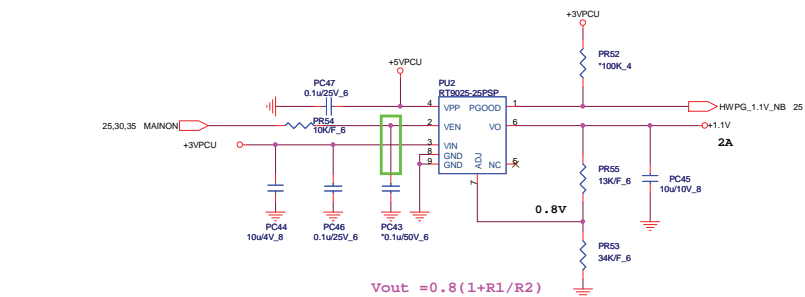 +3VPCU
PR52
*100K_4
+5VPCU
PC47
0.1u/25V_6
PU2
RT9025-25PSP
4 VPP PGOOD 1
HWPG_1.1V_NB 25
25,30,35 MAINON
PR54
10K/F_6
2 VEN VO 6
+1.1V
2A
+3VPCU
3 VIN
8 GND
9 GND
ADJ
NC 5
7
PR55
13K/F_6
PC45
10u/10V_8
0.8V
PC44
10u/4V_8
PC46
0.1u/25V_6
PC43
*0.1u/50V_6
PR53
34K/F_6
Vout =0.8(1+R1/R2)